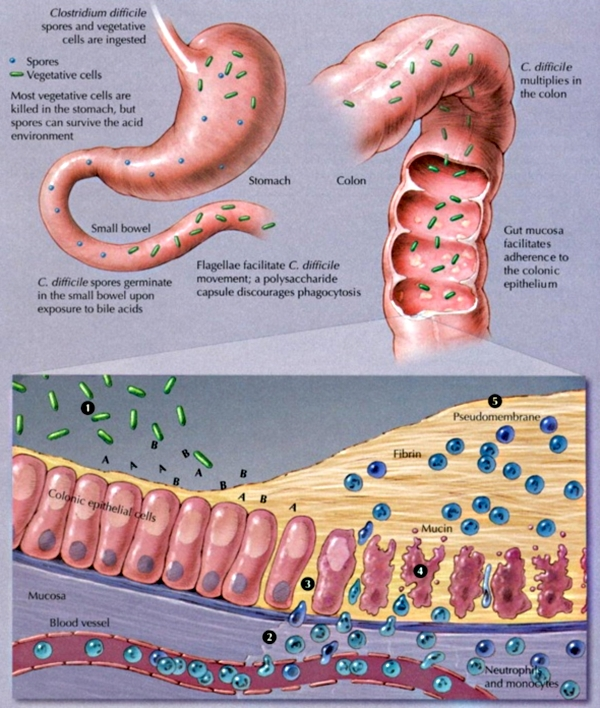 Clostridium difficile
spores and vegetative
cells are ingested
Spores
Vegetative cells
Most vegetative cells are
killed in the stomach, but
spores can survive the acid
environment
Stomach
Small bowel
C. difficile spores germinate
in the small bowel upon
exposure to bile acids
Flagellae facilitate C. difficile
movement; a polysaccharide
capsule discourages phagocytosis
Colon
C. difficile
multiplies in
the colon
Gut mucosa
facilitates
adherence to
the colonic
epithelium
1
B
B
A
A
A
A
B
B
B
A
B
A
5
Pseudomembrane
Fibrin
Colonic epithelial cells
Mucin
3
4
Mucosa
Blood vessel
2
Neutrophils
and monocytes